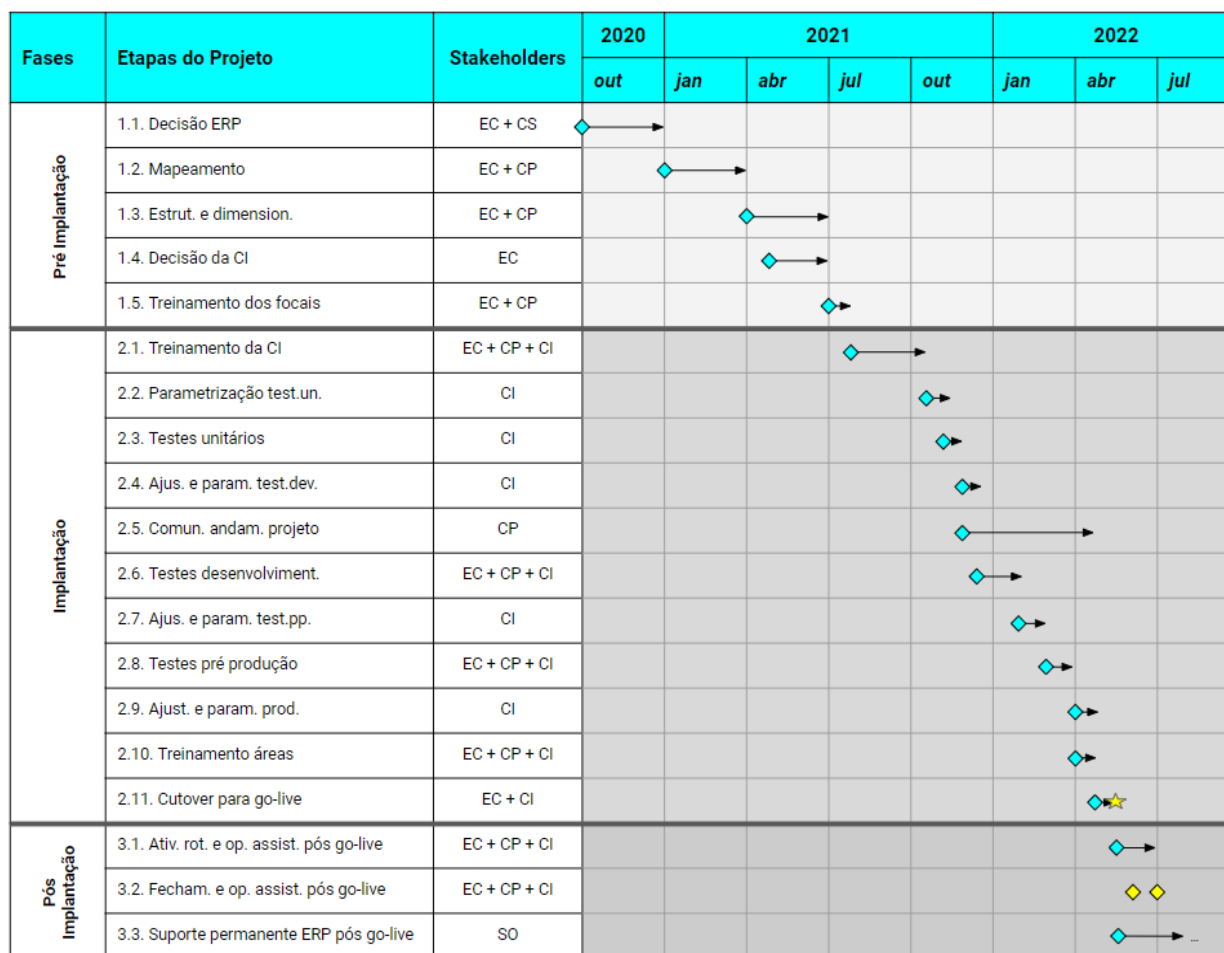 Fases Etapas do Projeto Stakeholders 2020 2021 2022
out jan abr jul out jan abr jul
Pré Implantação
1.1. Decisão ERP EC + CS
1.2. Mapeamento EC + CP
1.3. Estrut. e dimension. EC + CP
1.4. Decisão da CI EC
1.5. Treinamento dos focais EC + CP
Implantação
2.1. Treinamento da CI EC + CP + CI
2.2. Parametrização test.un. CI
2.3. Testes unitários CI
2.4. Ajus. e param. test.dev. CI
2.5. Comun. andam. projeto CP
2.6. Testes desenvolviment. EC + CP + CI
2.7. Ajus. e param. test.pp. CI
2.8. Testes pré produção EC + CP + CI
2.9. Ajust. e param. prod. CI
2.10. Treinamento áreas EC + CP + CI
2.11. Cutover para go-live EC + CI
Pós
Implantação
3.1. Ativ. rot. e op. assist. pós go-live EC + CP + CI
3.2. Fecham. e op. assist. pós go-live EC + CP + CI
3.3. Suporte permanente ERP pós go-live SO ...